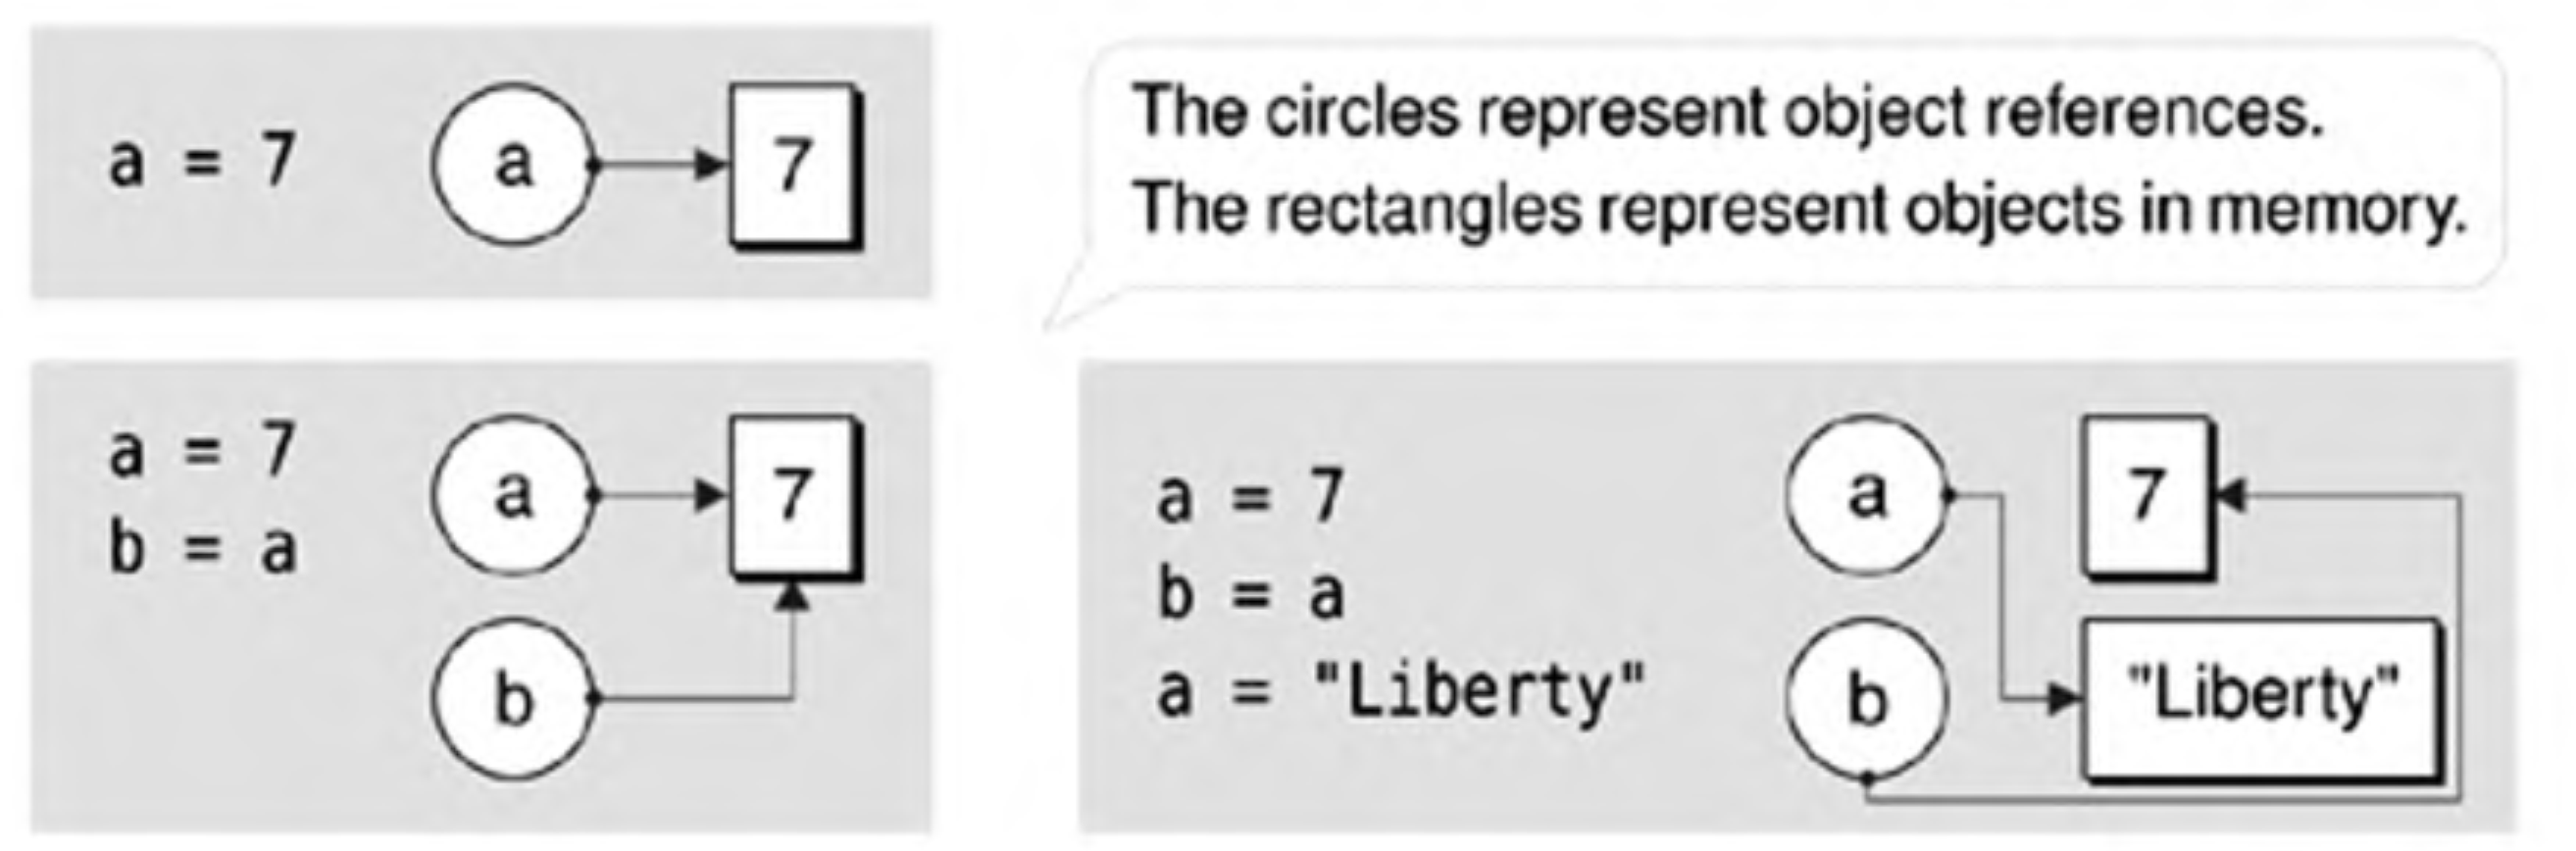 a = 7
a
7
The circles represent object references.
The rectangles represent objects in memory.
a = 7
b = a
a
7
b
a = 7
b = a
a = "Liberty"
a
7
b
"Liberty"